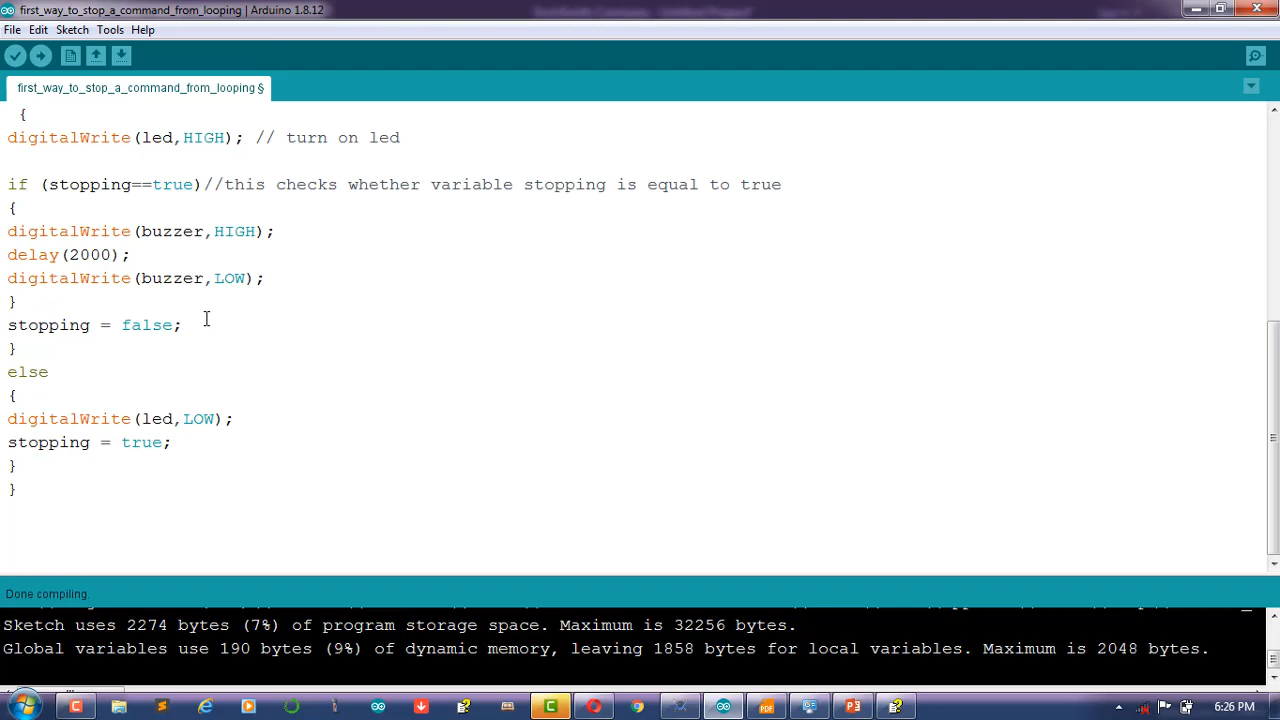 first_way_to_stop_a_command_from_looping | Arduino 1.8.12
File Edit Sketch Tools Help
first_way_to_stop_a_command_from_looping §
{
digitalWrite(led,HIGH); // turn on led
if (stopping==true)//this checks whether variable stopping is equal to true
{
digitalWrite(buzzer,HIGH);
delay(2000);
digitalWrite(buzzer,LOW);
}
stopping = false;
}
else
{
digitalWrite(led,LOW);
stopping = true;
}
}
Done compiling.
Sketch uses 2274 bytes (7%) of program storage space. Maximum is 32256 bytes.
Global variables use 190 bytes (9%) of dynamic memory, leaving 1858 bytes for local variables. Maximum is 2048 bytes.
6:26 PM